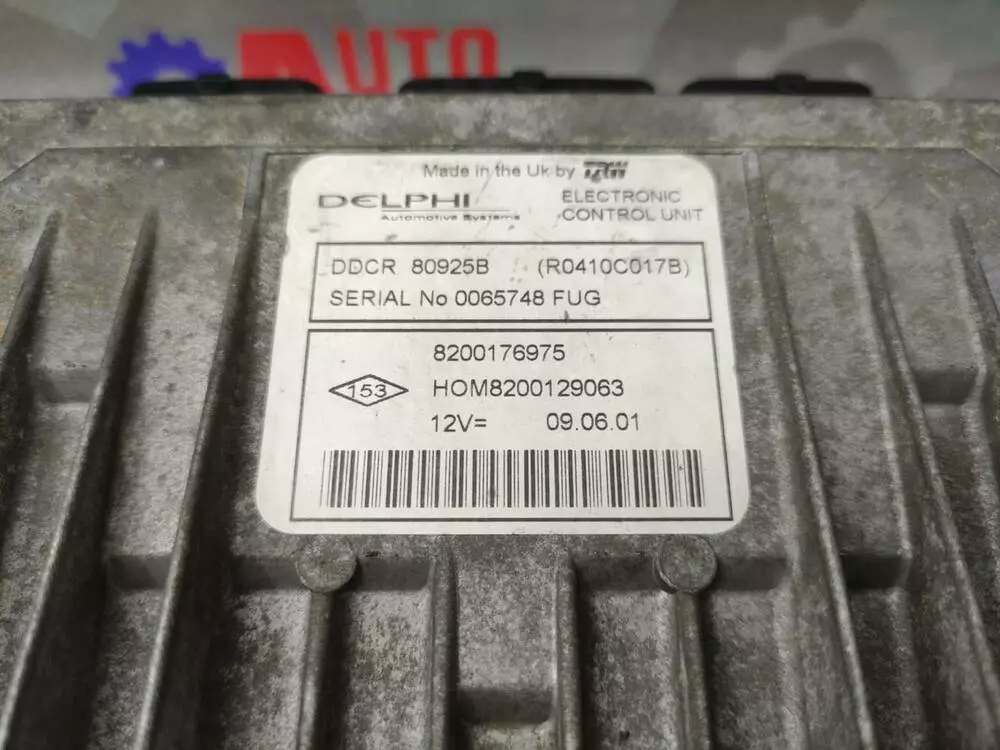 AUTO
Made in the Uk by TRW
DELPHI
Automotive Systems
ELECTRONIC
CONTROL UNIT
DDCR 80925B (R0410C017B)
SERIAL No 0065748 FUG
8200176975
153
HOM8200129063
12V= 09.06.01